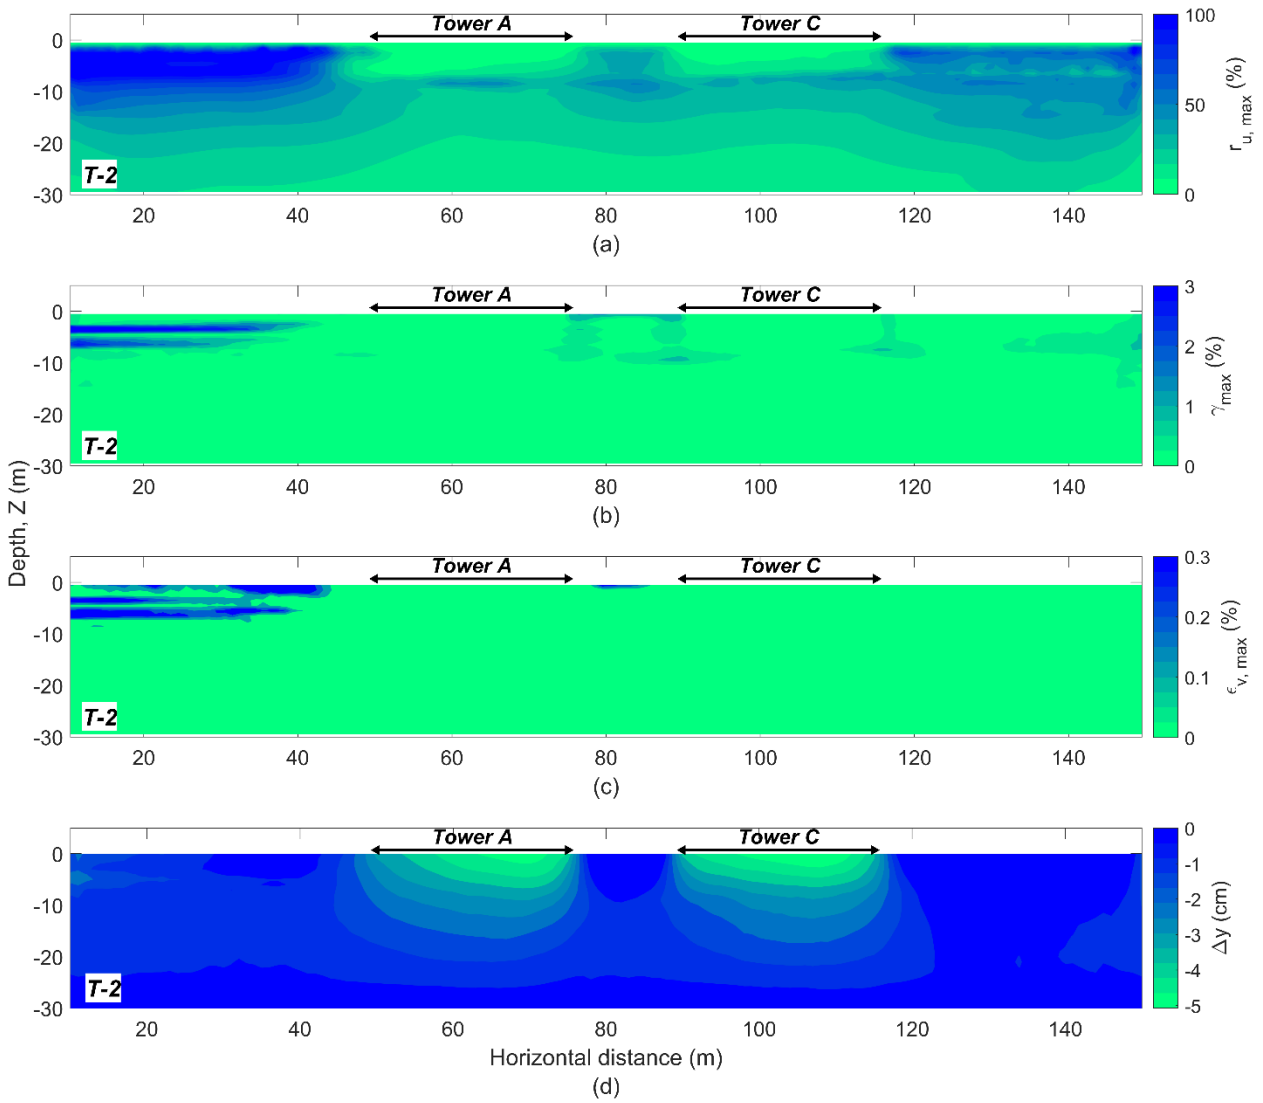 Tower A Tower C
0
-10
-20
-30
T-2
20 40 60 80 100 120 140
(a)
100
50
0
r_u, max (%)
Tower A Tower C
0
-10
-20
-30
T-2
20 40 60 80 100 120 140
(b)
3
2
1
0
γ_max (%)
Depth, Z (m)
Tower A Tower C
0
-10
-20
-30
T-2
20 40 60 80 100 120 140
(c)
0.3
0.2
0.1
0
ϵ_v, max (%)
Tower A Tower C
0
-10
-20
-30
T-2
20 40 60 80 100 120 140
Horizontal distance (m)
(d)
0
-1
-2
-3
-4
-5
Δy (cm)